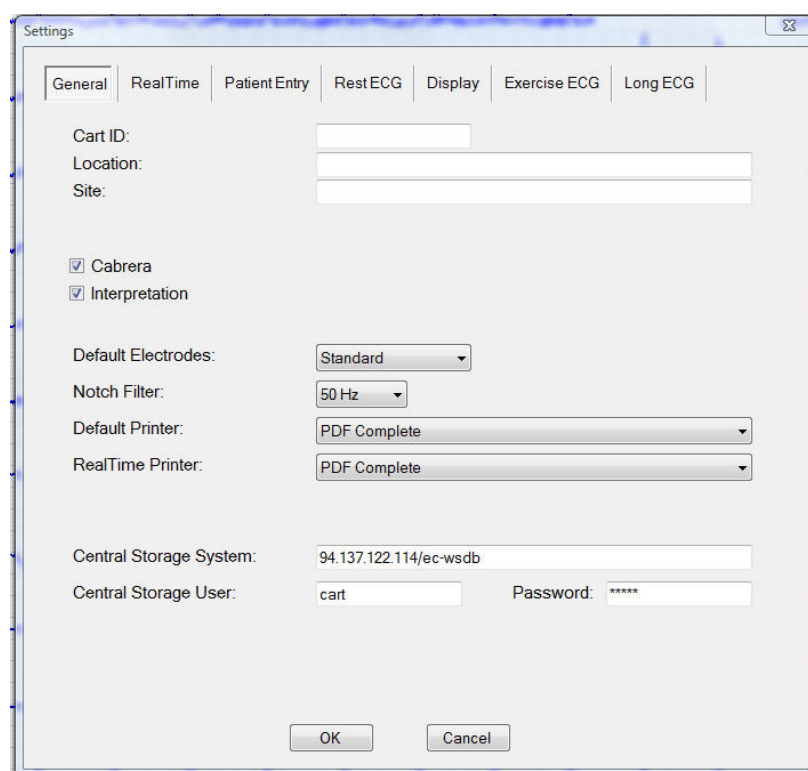 Settings
General RealTime Patient Entry Rest ECG Display Exercise ECG Long ECG
Cart ID:
Location:
Site:
Cabrera
Interpretation
Default Electrodes: Standard
Notch Filter: 50 Hz
Default Printer: PDF Complete
RealTime Printer: PDF Complete
Central Storage System: 94.137.122.114/ec-wsdb
Central Storage User: cart Password: *****
OK Cancel